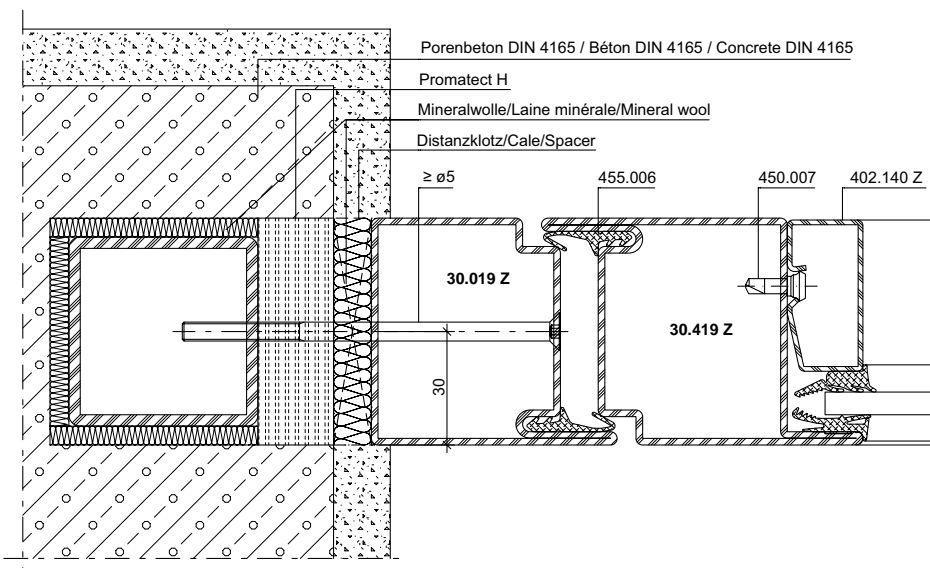 Porenbeton DIN 4165 / Béton DIN 4165 / Concrete DIN 4165
Promatect H
Mineralwolle/Laine minérale/Mineral wool
Distanzklotz/Cale/Spacer
≥ ø5
455.006
450.007
402.140 Z
30.019 Z
30.419 Z
30